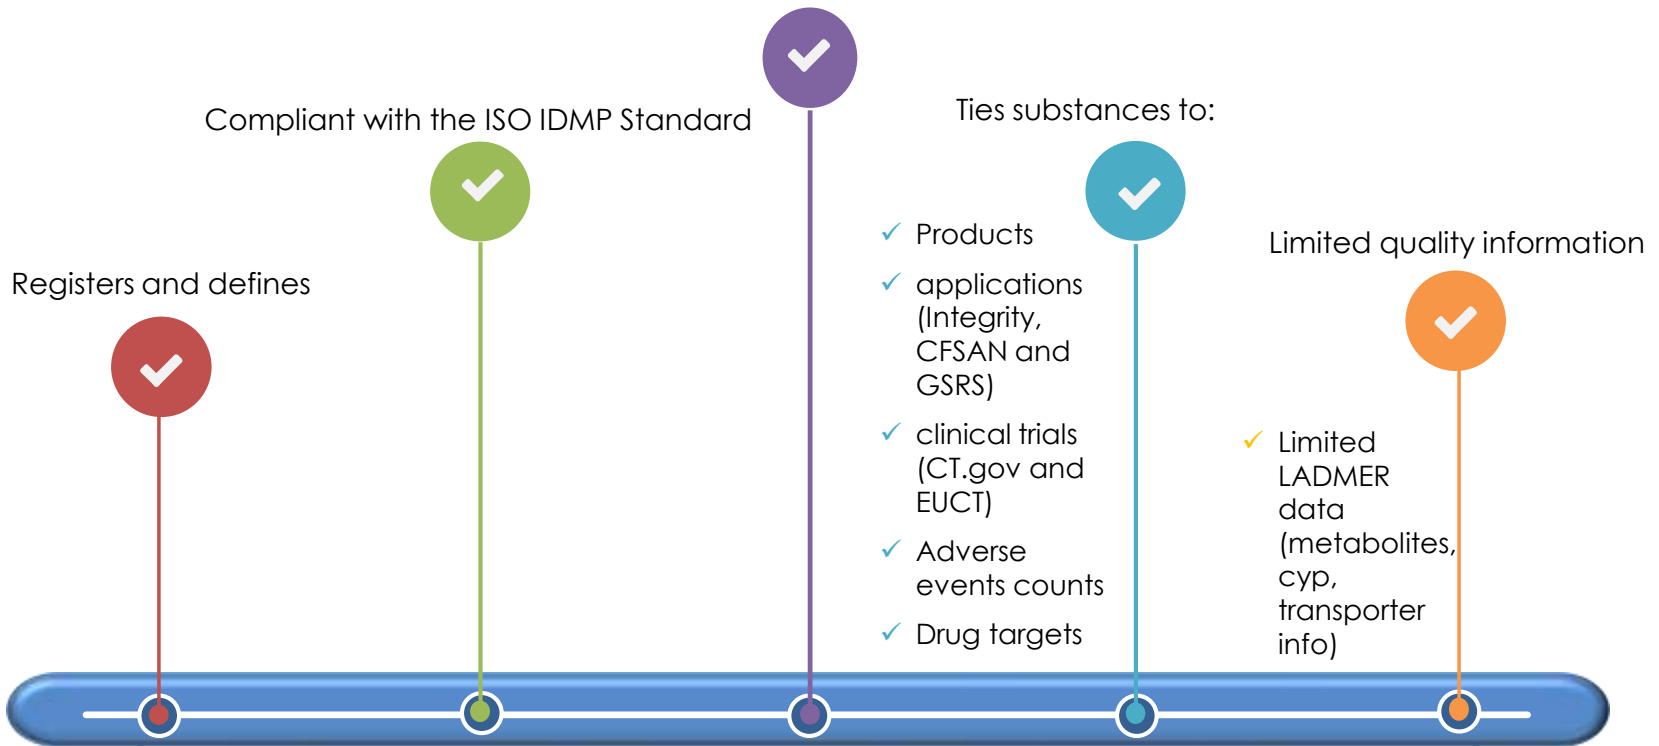 Registers and defines
Compliant with the ISO IDMP Standard
Ties substances to:
Products
applications
(Integrity,
CFSAN and
GSRS)
clinical trials
(CT.gov and
EUCT)
Adverse
events counts
Drug targets
Limited quality information
Limited
LADMER
data
(metabolites,
cyp,
transporter
info)